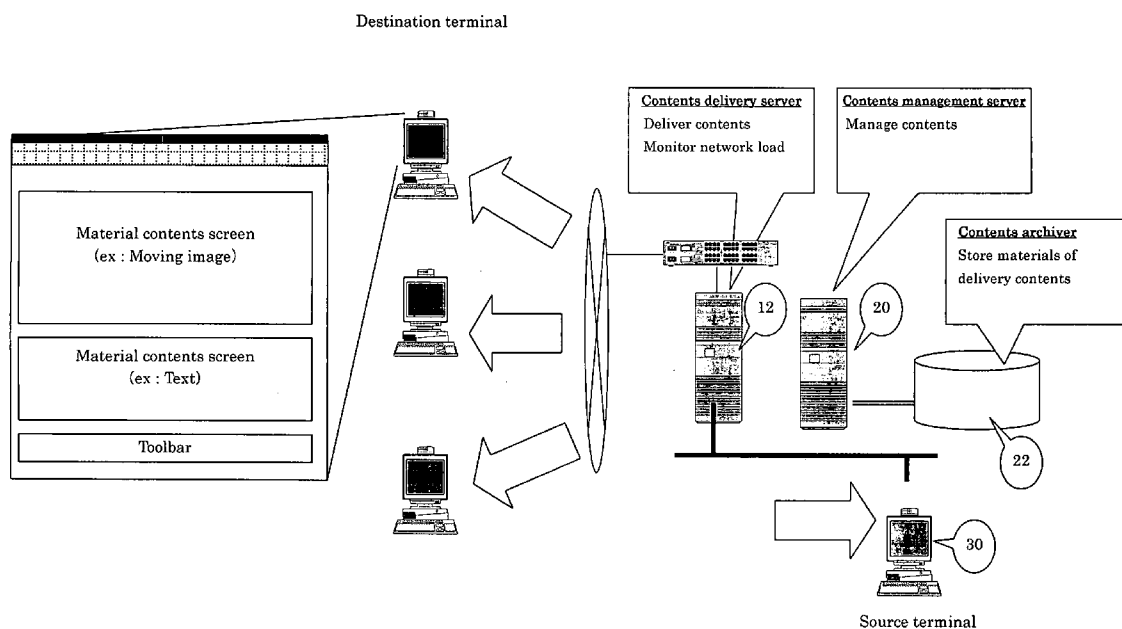 Destination terminal
Contents delivery server
Deliver contents
Monitor network load
Contents management server
Manage contents
Material contents screen
(ex : Moving image)
Contents archiver
Store materials of
delivery contents
12
20
Material contents screen
(ex : Text)
Toolbar
22
30
Source terminal